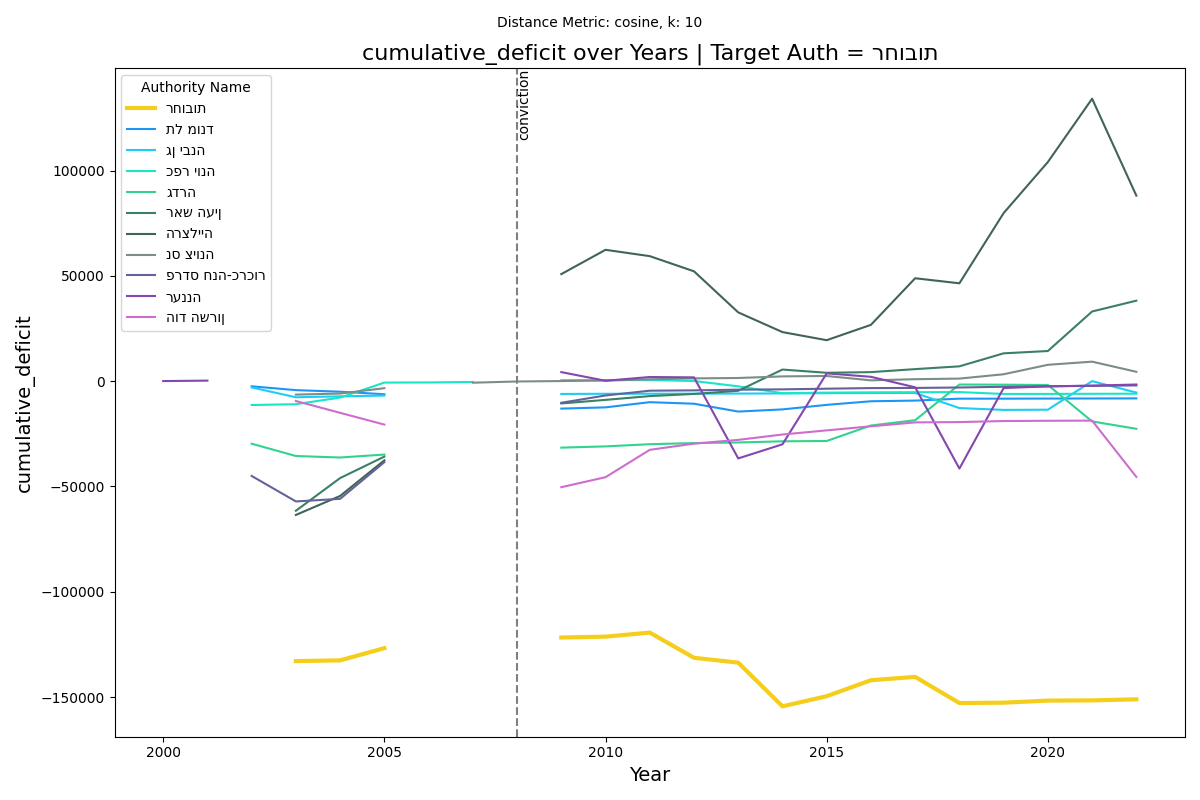 Distance Metric: cosine, k: 10
cumulative_deficit over Years | Target Auth = רחובות
conviction
Authority Name
רחובות
תל מונד
גן יבנה
כפר יונה
גדרה
ראש העין
הרצלייה
נס ציונה
פרדס חנה-כרכור
רעננה
הוד השרון
cumulative_deficit
100000
50000
0
−50000
−100000
−150000
2000
2005
2010
2015
2020
Year